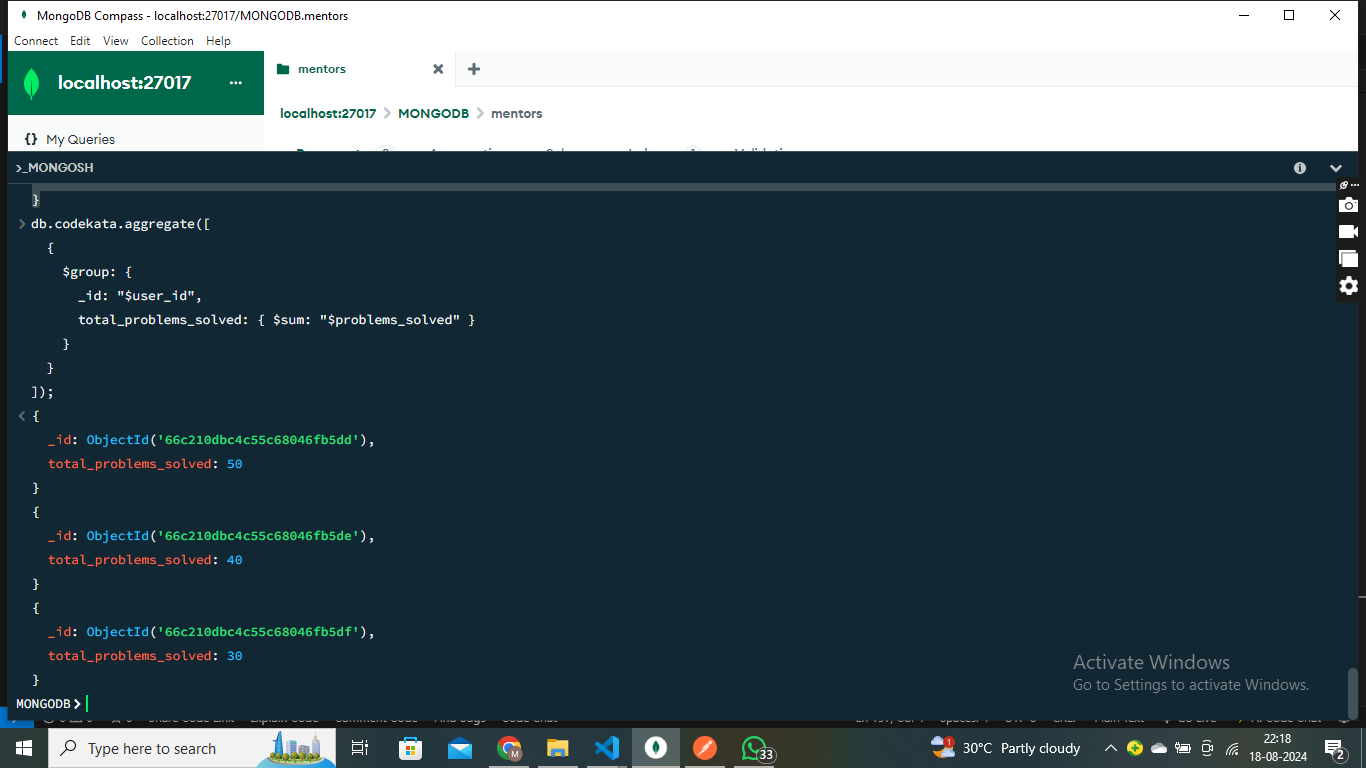 MongoDB Compass - localhost:27017/MONGODB.mentors
Connect Edit View Collection Help
localhost:27017 ...
mentors
localhost:27017 > MONGODB > mentors
{} My Queries
>_MONGOSH
}
> db.codekata.aggregate([
{
$group: {
_id: "$user_id",
total_problems_solved: { $sum: "$problems_solved" }
}
}
]);
< {
_id: ObjectId('66c210dbc4c55c68046fb5dd'),
total_problems_solved: 50
}
{
_id: ObjectId('66c210dbc4c55c68046fb5de'),
total_problems_solved: 40
}
{
_id: ObjectId('66c210dbc4c55c68046fb5df'),
total_problems_solved: 30
}
Activate Windows
Go to Settings to activate Windows.
MONGODB >
Type here to search
33
30°C Partly cloudy
22:18
18-08-2024
2